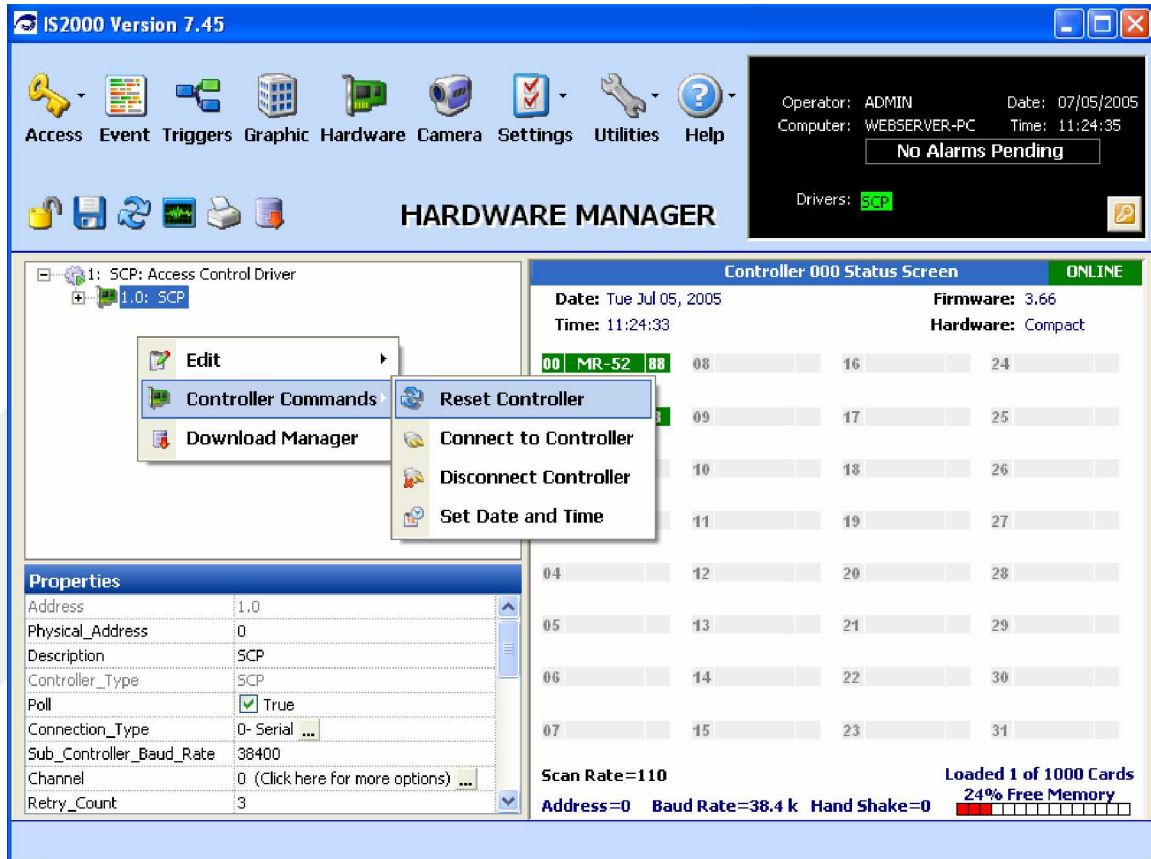 IS2000 Version 7.45
Access Event Triggers Graphic Hardware Camera Settings Utilities Help
Operator: ADMIN Date: 07/05/2005
Computer: WEBSERVER-PC Time: 11:24:35
No Alarms Pending
Drivers: SCP
HARDWARE MANAGER
1: SCP: Access Control Driver
1.0: SCP
Edit
Controller Commands
Download Manager
Reset Controller
Connect to Controller
Disconnect Controller
Set Date and Time
Controller 000 Status Screen ONLINE
Date: Tue Jul 05, 2005 Firmware: 3.66
Time: 11:24:33 Hardware: Compact
00 MR-52 88 08 16 24
09 17 25
10 18 26
11 19 27
04 12 20 28
05 13 21 29
06 14 22 30
07 15 23 31
Scan Rate=110 Loaded 1 of 1000 Cards
24% Free Memory
Address=0 Baud Rate=38.4 k Hand Shake=0
Properties
Address 1.0
Physical_Address 0
Description SCP
Controller_Type SCP
Poll True
Connection_Type 0- Serial ...
Sub_Controller_Baud_Rate 38400
Channel 0 (Click here for more options) ...
Retry_Count 3